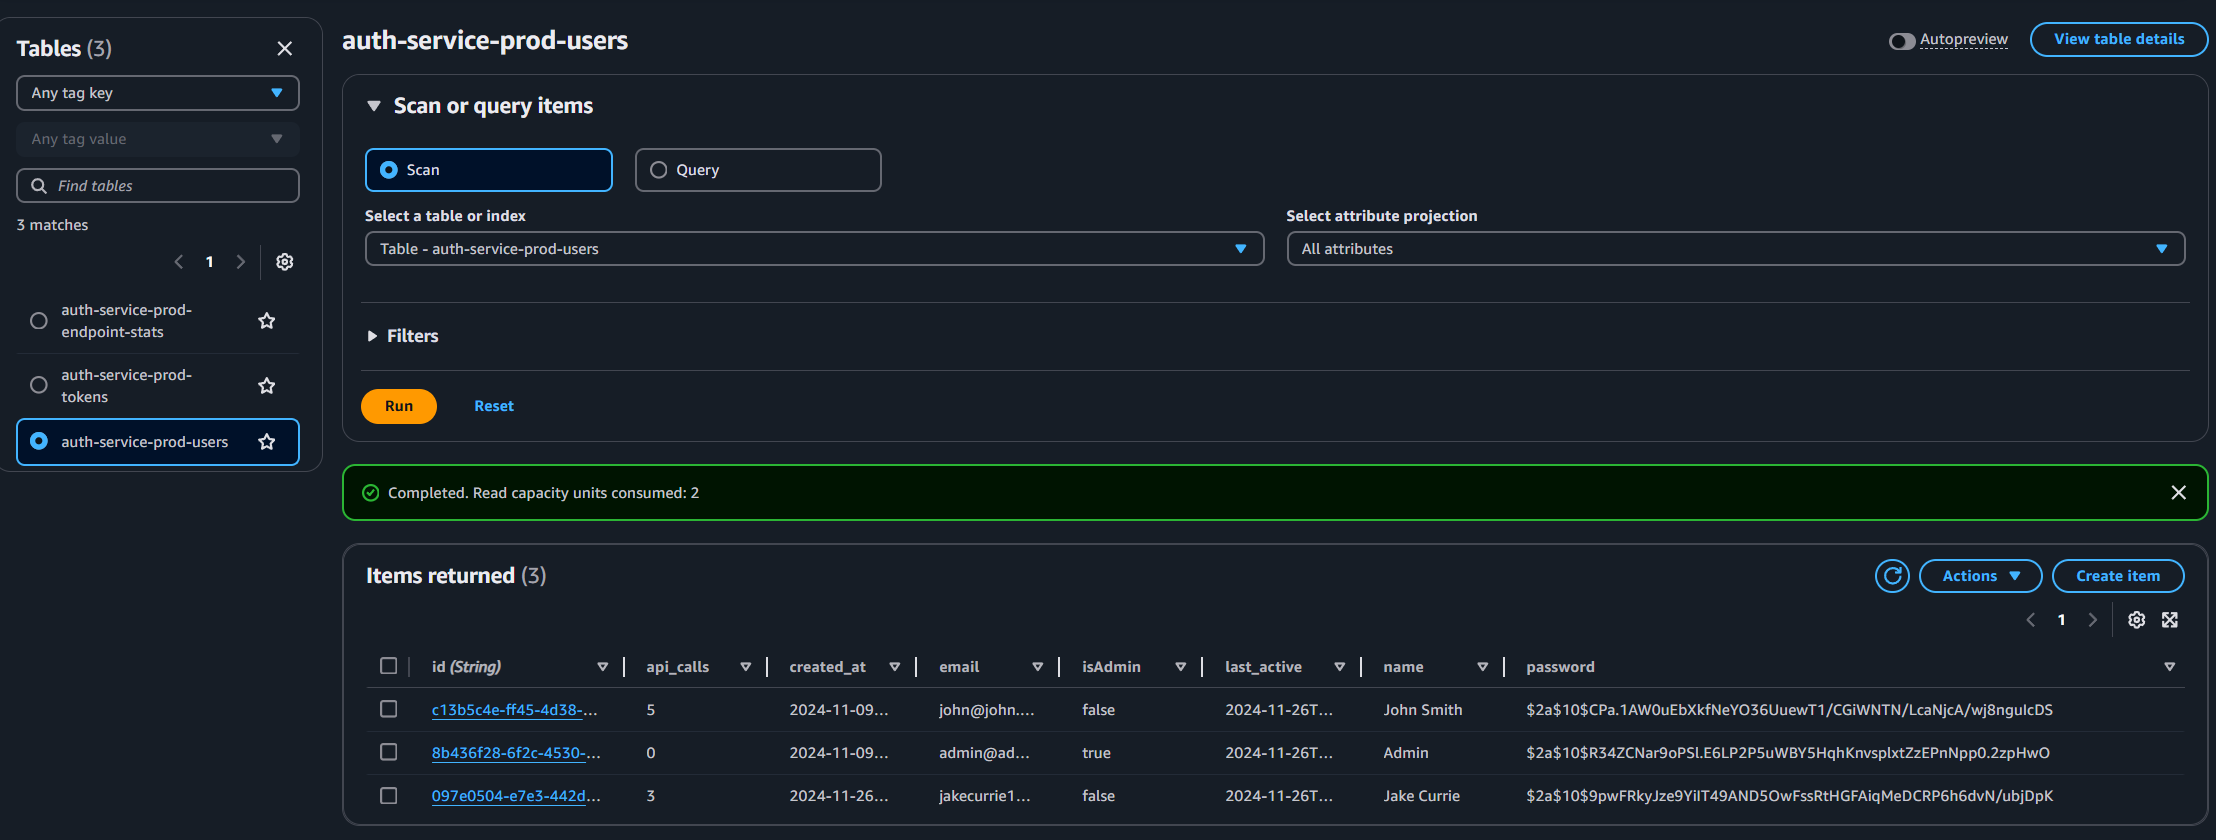 Tables (3)
Any tag key
Any tag value
Find tables
3 matches
1
auth-service-prod-
endpoint-stats
auth-service-prod-
tokens
auth-service-prod-users
auth-service-prod-users
Autopreview
View table details
Scan or query items
Scan
Query
Select a table or index
Select attribute projection
Table - auth-service-prod-users
All attributes
Filters
Run
Reset
Completed. Read capacity units consumed: 2
Items returned (3)
Actions
Create item
1
id (String) api_calls created_at email isAdmin last_active name password
c13b5c4e-ff45-4d38-... 5 2024-11-09... john@john.... false 2024-11-26T... John Smith $2a$10$CPa.1AW0uEbXkfNeYO36UuewT1/CGiWNTN/LcaNjcA/wj8nguIcDS
8b436f28-6f2c-4530-... 0 2024-11-09... admin@ad... true 2024-11-26T... Admin $2a$10$R34ZCNar9oPSl.E6LP2P5uWBY5HqhKnvsplxtZzEPnNpp0.2zpHwO
097e0504-e7e3-442d... 3 2024-11-26... jakecurrie1... false 2024-11-26T... Jake Currie $2a$10$9pwFRkyJze9YiIT49AND5OwFssRtHGFAiqMeDCRP6h6dvN/ubjDpK